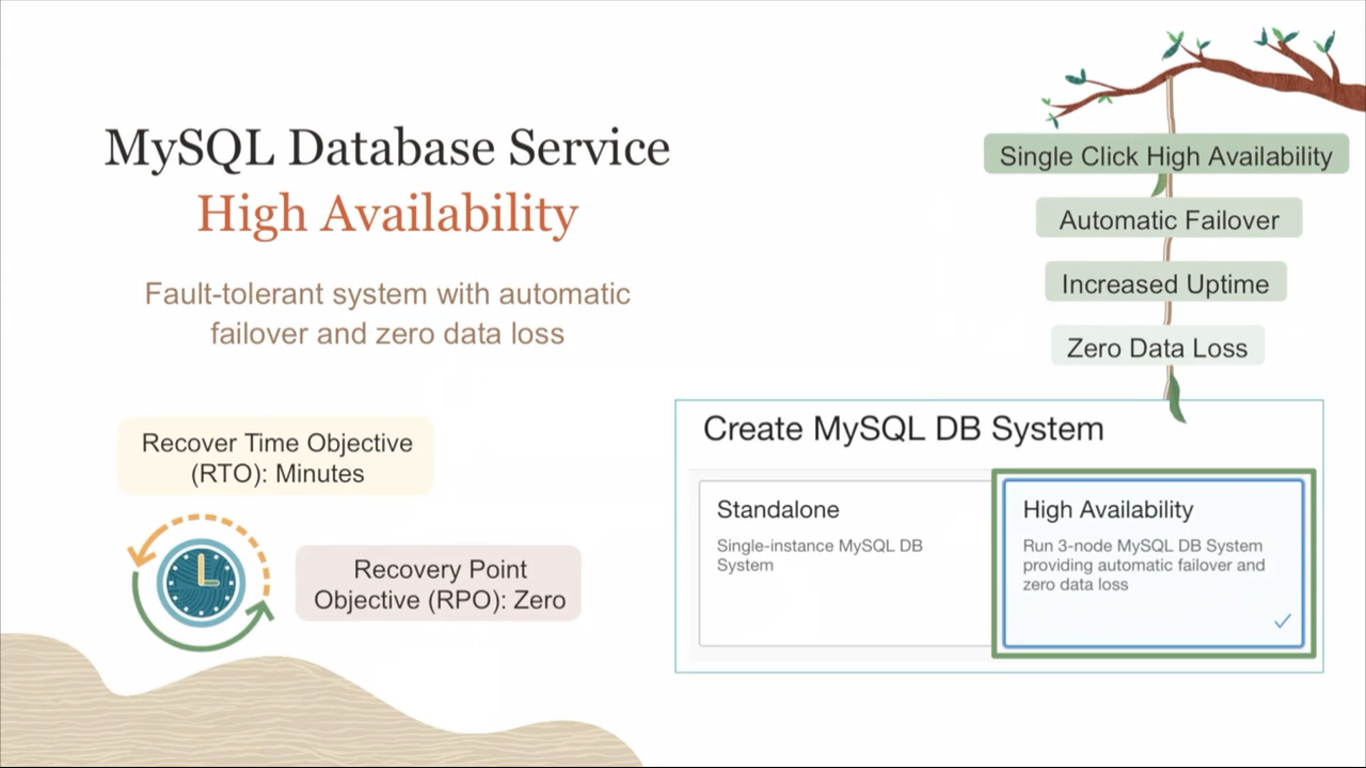 MySQL Database Service
High Availability
Fault-tolerant system with automatic
failover and zero data loss
Recover Time Objective
(RTO): Minutes
Recovery Point
Objective (RPO): Zero
Single Click High Availability
Automatic Failover
Increased Uptime
Zero Data Loss
Create MySQL DB System
Standalone
Single-instance MySQL DB
System
High Availability
Run 3-node MySQL DB System
providing automatic failover and
zero data loss